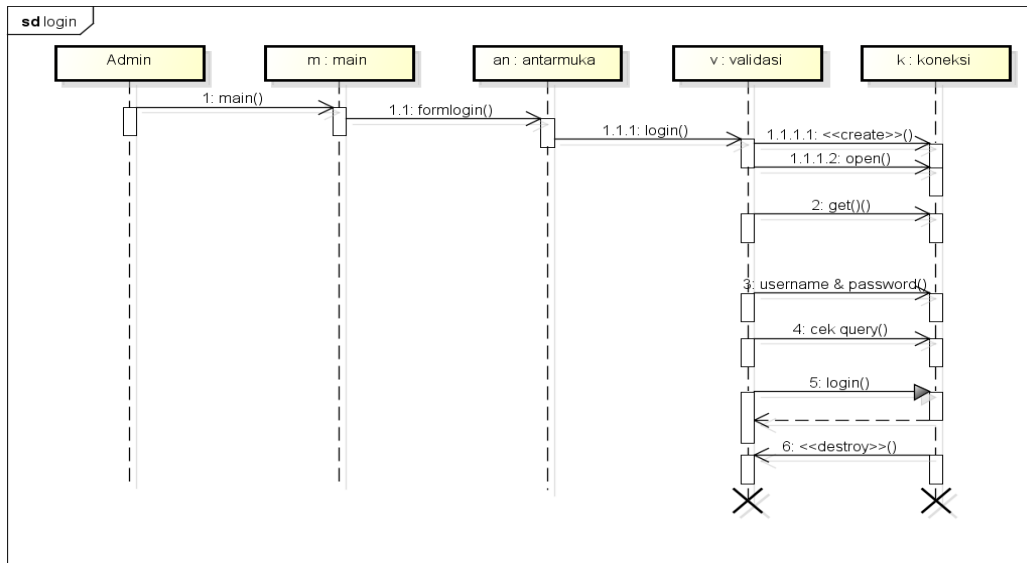 sd login
Admin
m : main
an : antarmuka
v : validasi
k : koneksi
1: main()
1.1: formlogin()
1.1.1: login()
1.1.1.1: <<create>>()
1.1.1.2: open()
2: get()()
3: username & password()
4: cek query()
5: login()
6: <<destroy>>()